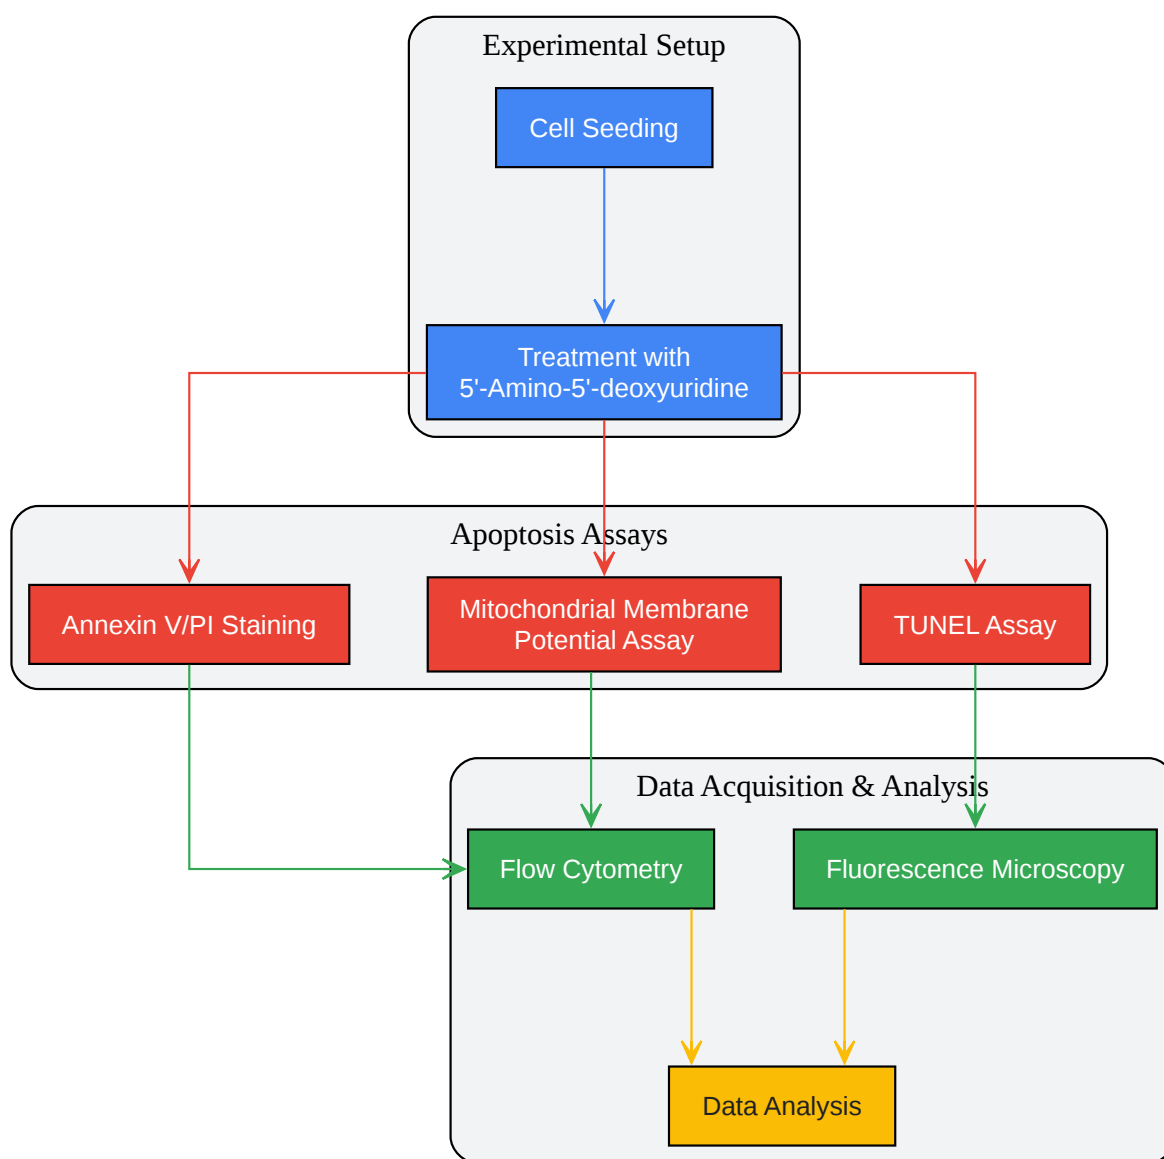 Experimental Setup
Cell Seeding
Treatment with
5'-Amino-5'-deoxyuridine
Apoptosis Assays
Annexin V/PI Staining
Mitochondrial Membrane
Potential Assay
TUNEL Assay
Data Acquisition & Analysis
Flow Cytometry
Fluorescence Microscopy
Data Analysis